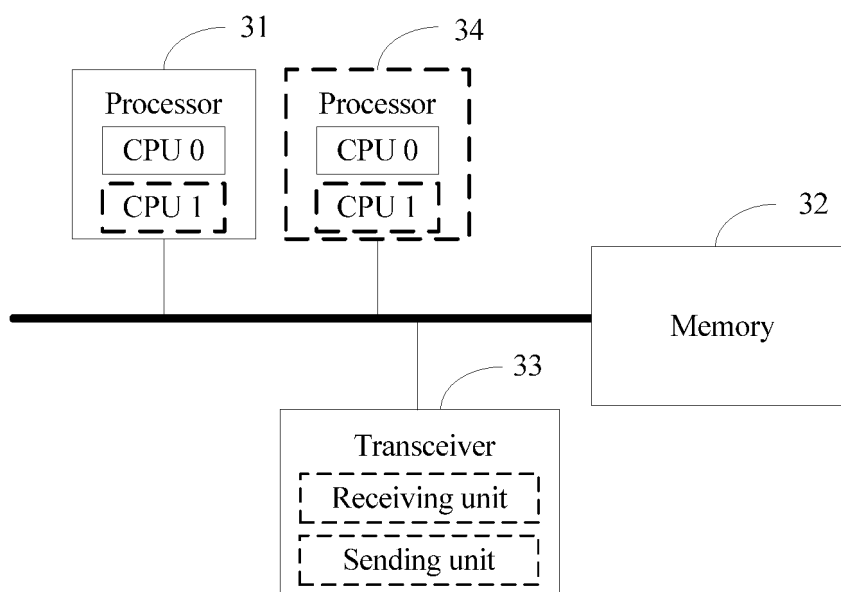 31
34
Processor
CPU 0
CPU 1
Processor
CPU 0
CPU 1
32
Memory
33
Transceiver
Receiving unit
Sending unit